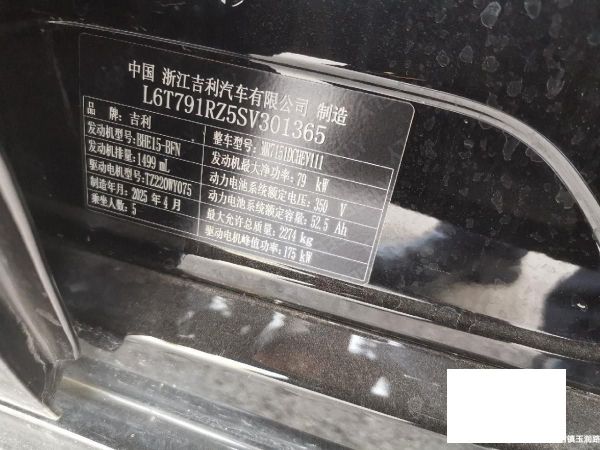 中国 浙江吉利汽车有限公司 制造
L6T791RZ5SV301365
品 牌: 吉利
整车型号: MR7151DCHEV111
发动机型号: BHE15-BFN
发动机最大净功率: 79 kW
发动机排量: 1499 mL
动力电池系统额定电压: 350 V
驱动电机型号: TZ220WY075
动力电池系统额定容量: 52.5 Ah
制造年月: 2025 年 4 月
最大允许总质量: 2274 kg
乘坐人数: 5
驱动电机峰值功率: 175 kW
镇玉润路